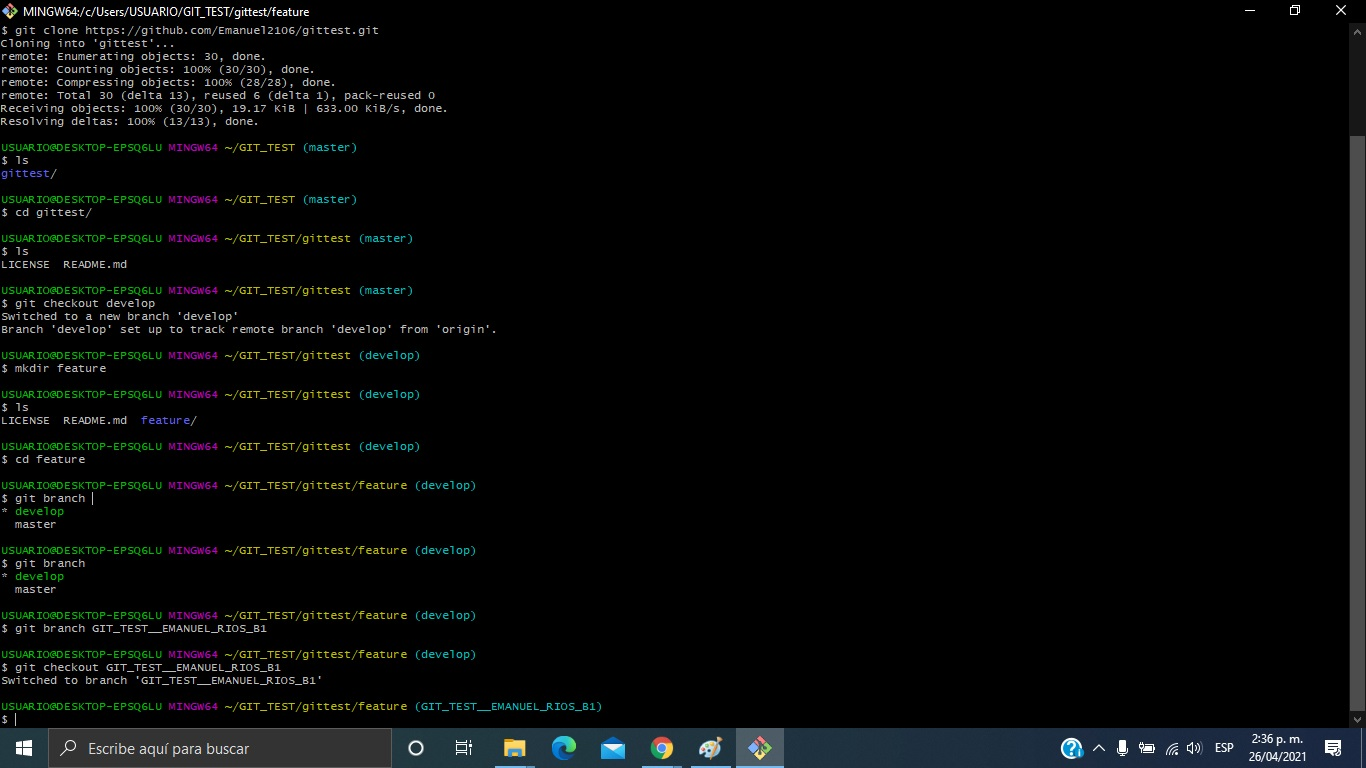 MINGW64:/c/Users/USUARIO/GIT_TEST/gittest/feature
$ git clone https://github.com/Emanuel2106/gittest.git
Cloning into 'gittest'...
remote: Enumerating objects: 30, done.
remote: Counting objects: 100% (30/30), done.
remote: Compressing objects: 100% (28/28), done.
remote: Total 30 (delta 13), reused 6 (delta 1), pack-reused 0
Receiving objects: 100% (30/30), 19.17 KiB | 633.00 KiB/s, done.
Resolving deltas: 100% (13/13), done.
USUARIO@DESKTOP-EPSQ6LU MINGW64 ~/GIT_TEST (master)
$ ls
gittest/
USUARIO@DESKTOP-EPSQ6LU MINGW64 ~/GIT_TEST (master)
$ cd gittest/
USUARIO@DESKTOP-EPSQ6LU MINGW64 ~/GIT_TEST/gittest (master)
$ ls
LICENSE  README.md
USUARIO@DESKTOP-EPSQ6LU MINGW64 ~/GIT_TEST/gittest (master)
$ git checkout develop
Switched to a new branch 'develop'
Branch 'develop' set up to track remote branch 'develop' from 'origin'.
USUARIO@DESKTOP-EPSQ6LU MINGW64 ~/GIT_TEST/gittest (develop)
$ mkdir feature
USUARIO@DESKTOP-EPSQ6LU MINGW64 ~/GIT_TEST/gittest (develop)
$ ls
LICENSE  README.md  feature/
USUARIO@DESKTOP-EPSQ6LU MINGW64 ~/GIT_TEST/gittest (develop)
$ cd feature
USUARIO@DESKTOP-EPSQ6LU MINGW64 ~/GIT_TEST/gittest/feature (develop)
$ git branch
* develop
  master
USUARIO@DESKTOP-EPSQ6LU MINGW64 ~/GIT_TEST/gittest/feature (develop)
$ git branch
* develop
  master
USUARIO@DESKTOP-EPSQ6LU MINGW64 ~/GIT_TEST/gittest/feature (develop)
$ git branch GIT_TEST__EMANUEL_RIOS_B1
USUARIO@DESKTOP-EPSQ6LU MINGW64 ~/GIT_TEST/gittest/feature (develop)
$ git checkout GIT_TEST__EMANUEL_RIOS_B1
Switched to branch 'GIT_TEST__EMANUEL_RIOS_B1'
USUARIO@DESKTOP-EPSQ6LU MINGW64 ~/GIT_TEST/gittest/feature (GIT_TEST__EMANUEL_RIOS_B1)
$
Escribe aquí para buscar
ESP
2:36 p. m.
26/04/2021